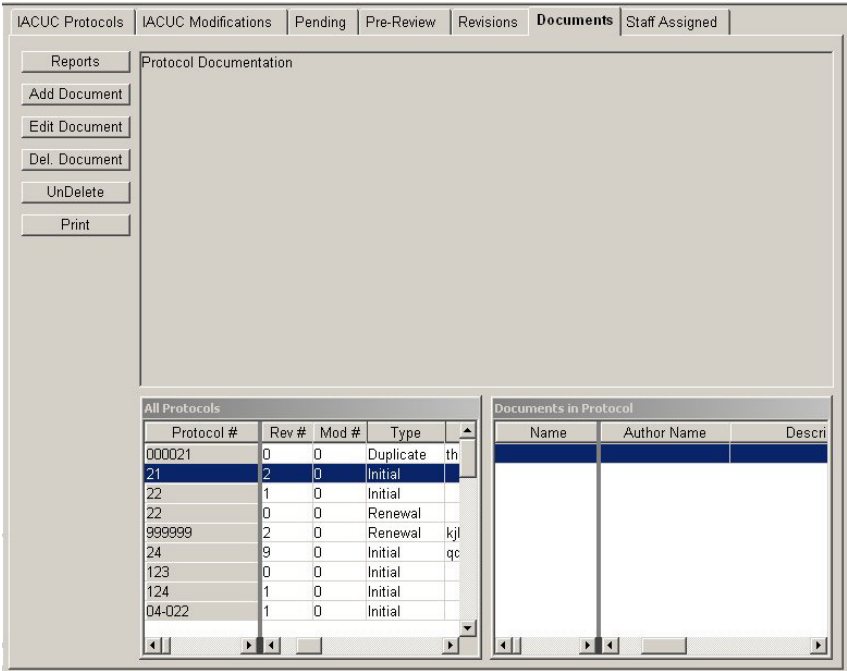 IACUC Protocols IACUC Modifications Pending Pre-Review Revisions Documents Staff Assigned
Reports
Add Document
Edit Document
Del. Document
UnDelete
Print
Protocol Documentation
All Protocols
Protocol # Rev # Mod # Type
000021 0 0 Duplicate th
21 2 0 Initial
22 1 0 Initial
22 0 0 Renewal
999999 2 0 Renewal kjl
24 9 0 Initial qc
123 0 0 Initial
124 1 0 Initial
04-022 1 0 Initial
Documents in Protocol
Name Author Name Descri